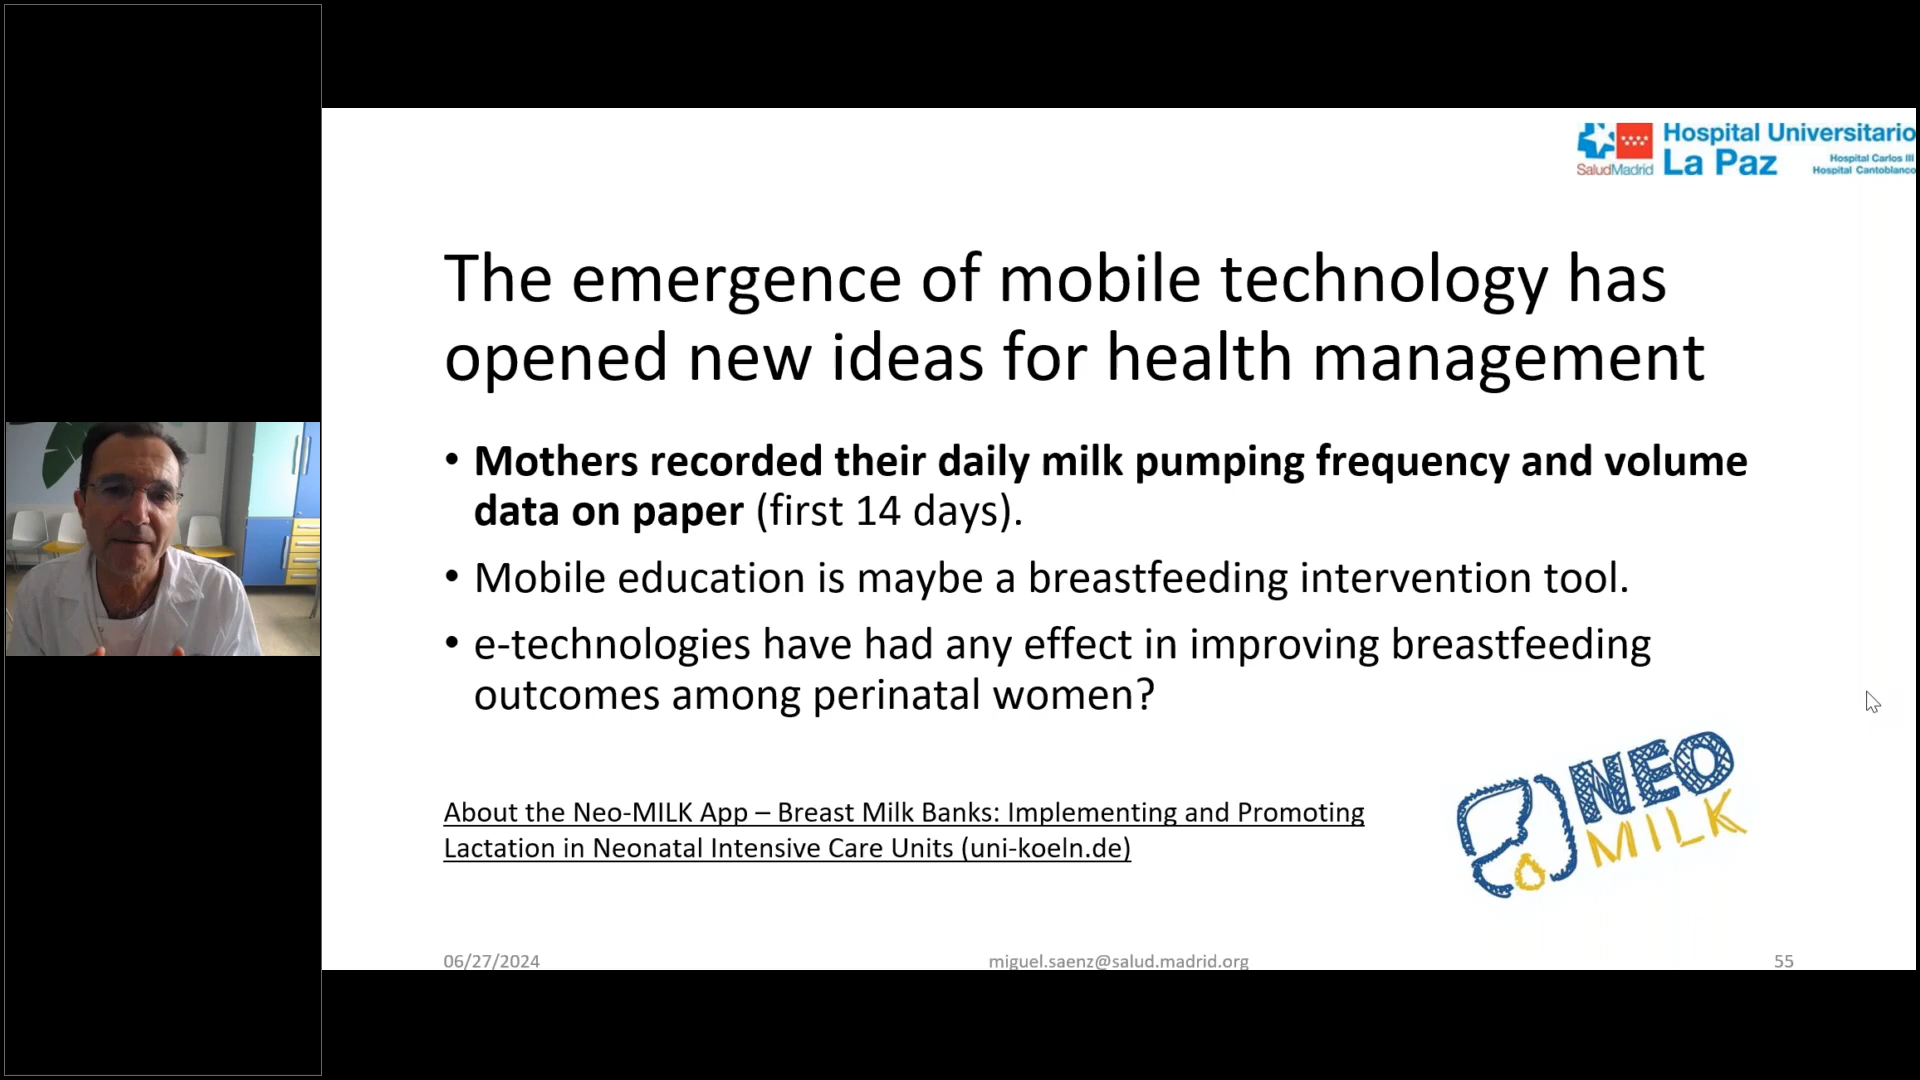 Hospital Universitario
La Paz
Hospital Carlos III
Hospital Cantoblanco
SaludMadrid
The emergence of mobile technology has
opened new ideas for health management
• Mothers recorded their daily milk pumping frequency and volume
data on paper (first 14 days).
• Mobile education is maybe a breastfeeding intervention tool.
• e-technologies have had any effect in improving breastfeeding
outcomes among perinatal women?
About the Neo-MILK App – Breast Milk Banks: Implementing and Promoting
Lactation in Neonatal Intensive Care Units (uni-koeln.de)
NEO
MILK
06/27/2024
miguel.saenz@salud.madrid.org
55